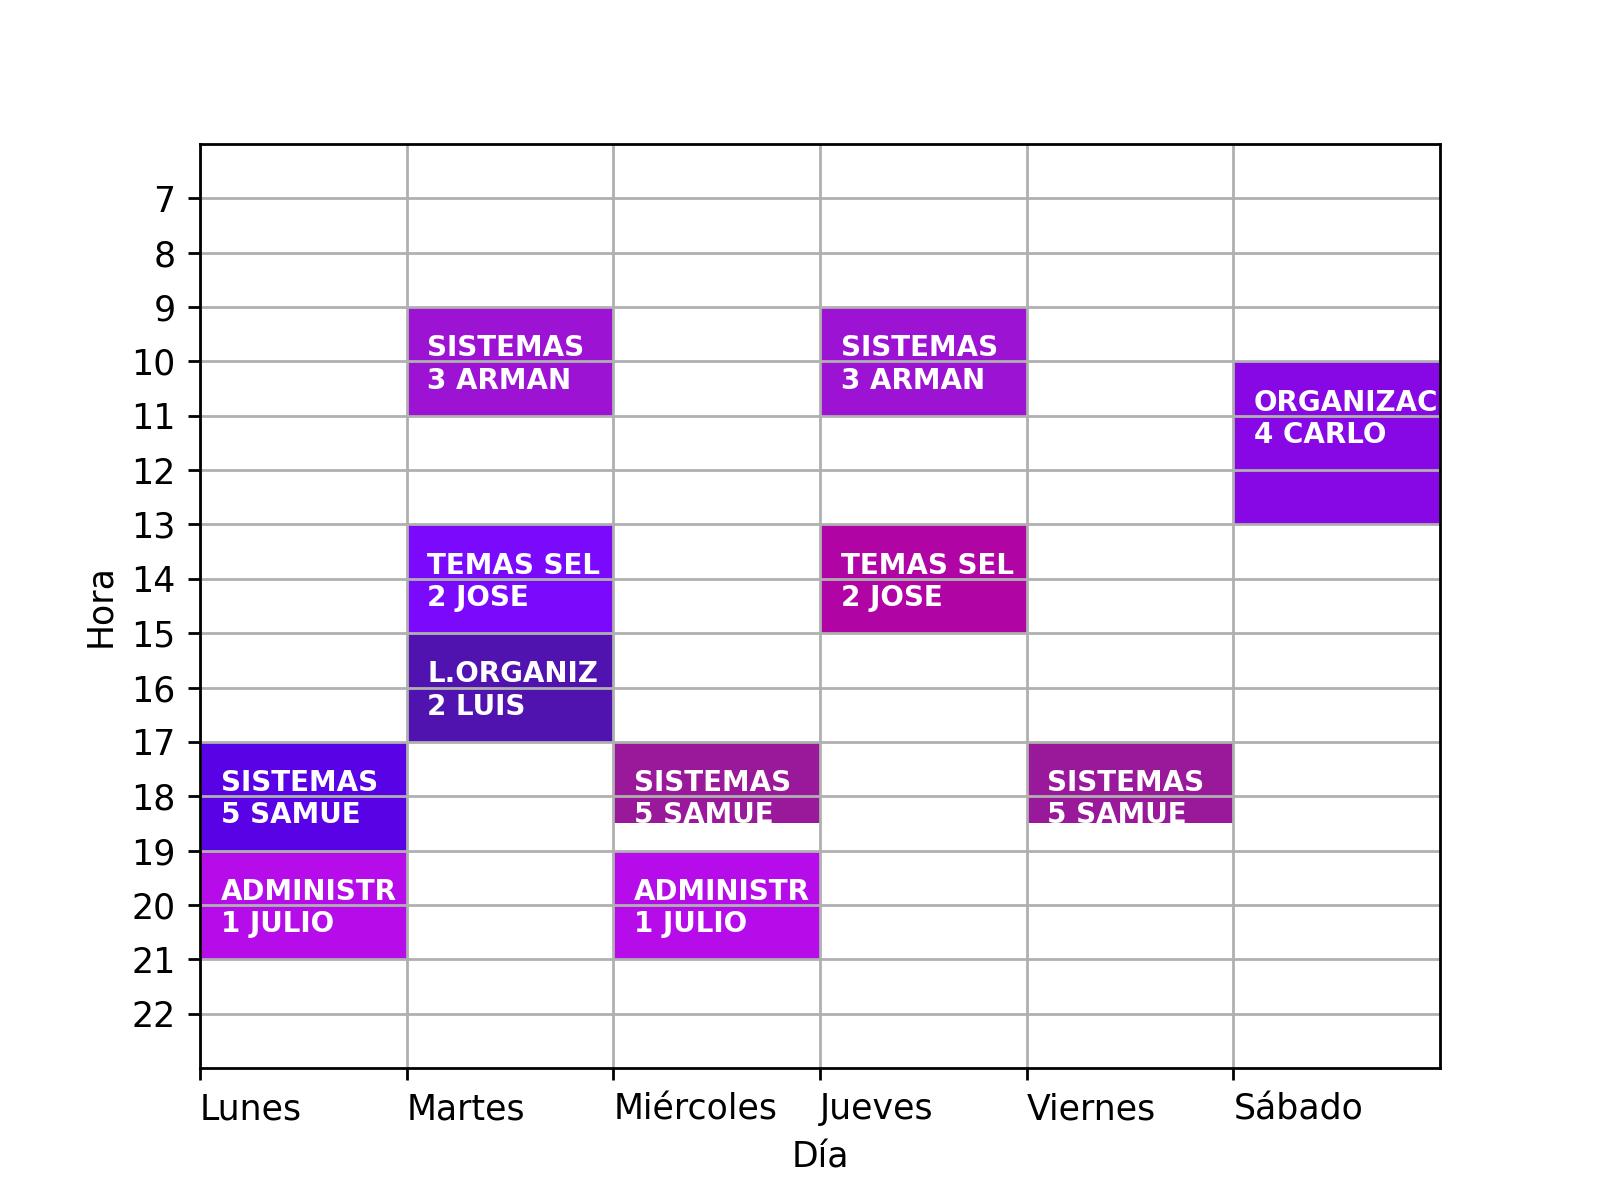 7
8
9
SISTEMAS
3 ARMAN
SISTEMAS
3 ARMAN
10
ORGANIZAC
4 CARLO
11
12
13
TEMAS SEL
2 JOSE
TEMAS SEL
2 JOSE
14
Hora
15
L.ORGANIZ
2 LUIS
16
17
SISTEMAS
5 SAMUE
SISTEMAS
5 SAMUE
SISTEMAS
5 SAMUE
18
19
ADMINISTR
1 JULIO
ADMINISTR
1 JULIO
20
21
22
Lunes
Martes
Miércoles
Jueves
Viernes
Sábado
Día